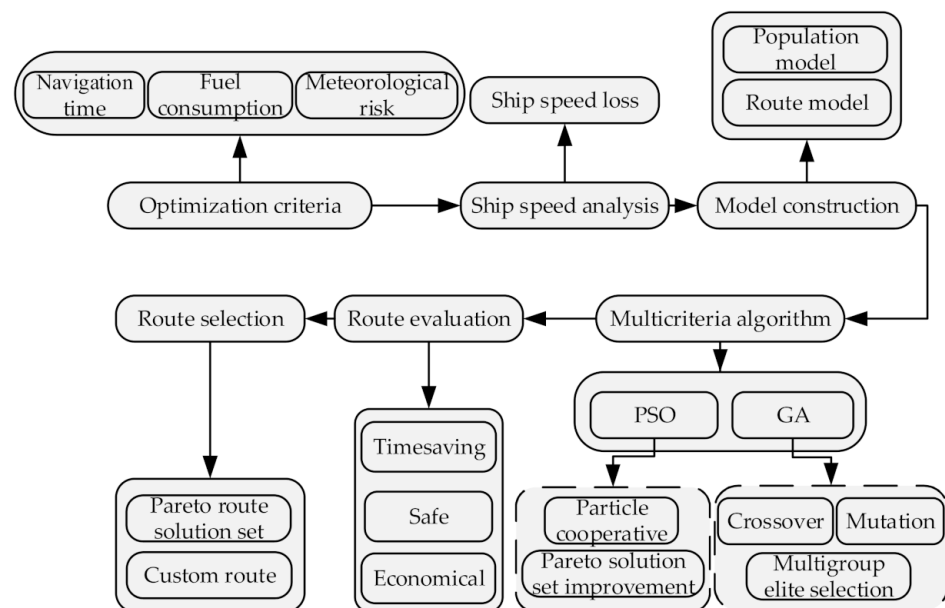 Navigation
time
Fuel
consumption
Meteorological
risk
Ship speed loss
Population
model
Route model
Optimization criteria
Ship speed analysis
Model construction
Route selection
Route evaluation
Multicriteria algorithm
PSO
GA
Timesaving
Safe
Economical
Pareto route
solution set
Custom route
Particle
cooperative
Pareto solution
set improvement
Crossover
Mutation
Multigroup
elite selection